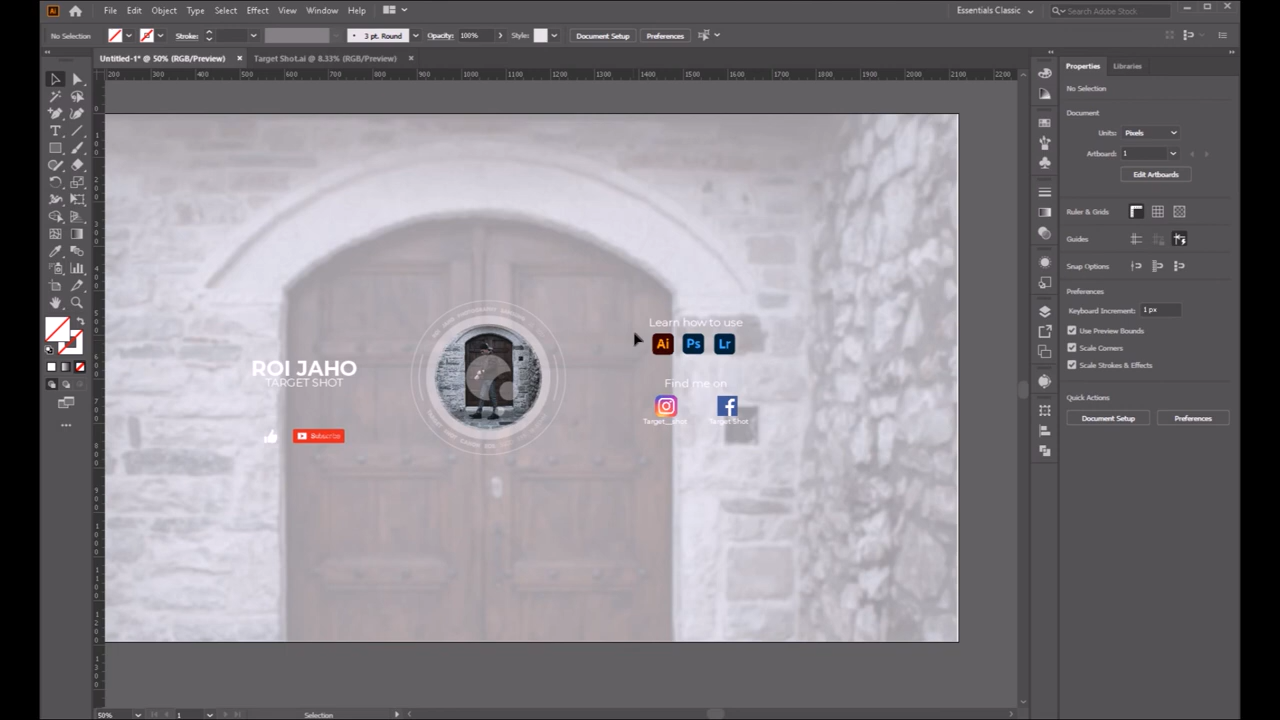 Ai File Edit Object Type Select Effect View Window Help Essentials Classic Search Adobe Stock
No Selection Stroke: 3 pt. Round Opacity: 100% Style: Document Setup Preferences
Untitled-1* @ 50% (RGB/Preview) Target Shot.ai @ 8.33% (RGB/Preview)
Properties Libraries
200 300 400 500 600 700 800 900 1000 1100 1200 1300 1400 1500 1600 1700 1800 1900 2000 2100 2200
No Selection
Document
Units: Pixels
Artboard: 1
Edit Artboards
Ruler & Grids
Guides
Snap Options
Preferences
Keyboard Increment: 1 px
Use Preview Bounds
Scale Corners
Scale Strokes & Effects
Quick Actions
Document Setup Preferences
Learn how to use
Ai Ps Lr
ROI JAHO
TARGET SHOT
Find me on
Target__shot Target Shot
Subscribe
50% 1 Selection